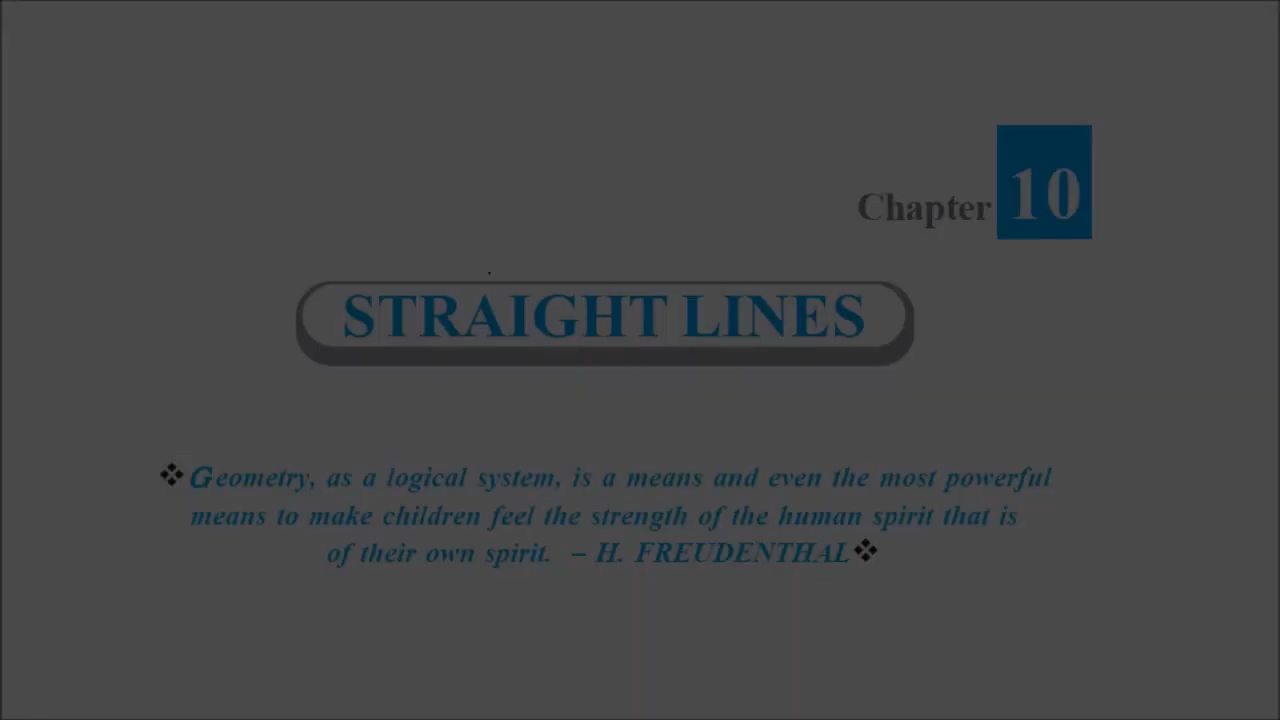 Chapter 10
STRAIGHT LINES
❖Geometry, as a logical system, is a means and even the most powerful
means to make children feel the strength of the human spirit that is
of their own spirit. – H. FREUDENTHAL❖